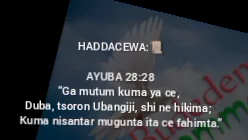 HADDACEWA:
AYUBA 28:28
“Ga mutum kuma ya ce,
Duba, tsoron Ubangiji, shi ne hikima;
Kuma nisantar mugunta ita ce fahimta.”